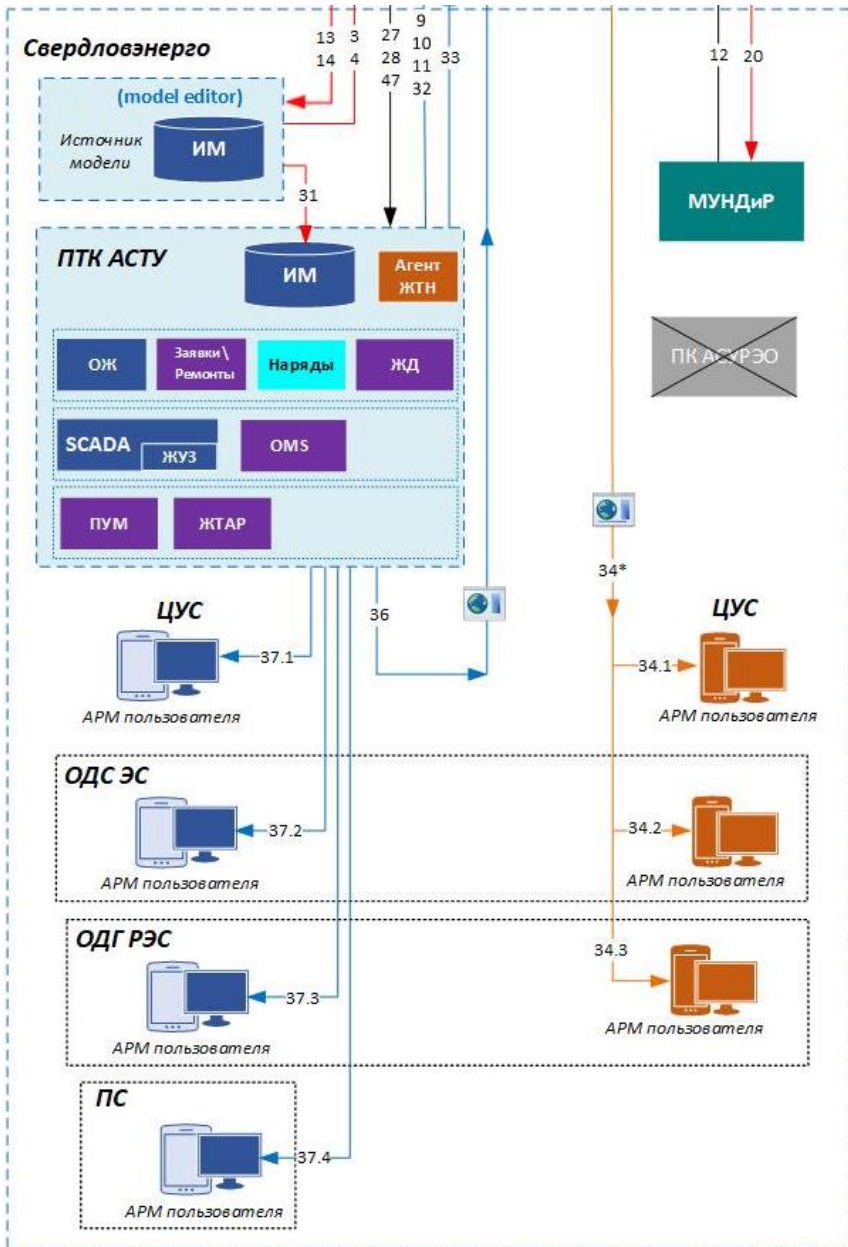 Свердловэнерго
13
14
3
4
27
28
47
9
10
11
32
33
12
20
(model editor)
Источник
модели
ИМ
31
МУНДиР
ПТК АСТУ
ИМ
Агент
ЖТН
ПК АСУРЭО
ОЖ
Заявки\
Ремонты
Наряды
ЖД
SCADA
ЖУЗ
OMS
ПУМ
ЖТАР
34*
36
ЦУС
37.1
АРМ пользователя
ЦУС
34.1
АРМ пользователя
ОДС ЭС
37.2
АРМ пользователя
34.2
АРМ пользователя
ОДГ РЭС
37.3
АРМ пользователя
34.3
АРМ пользователя
ПС
37.4
АРМ пользователя